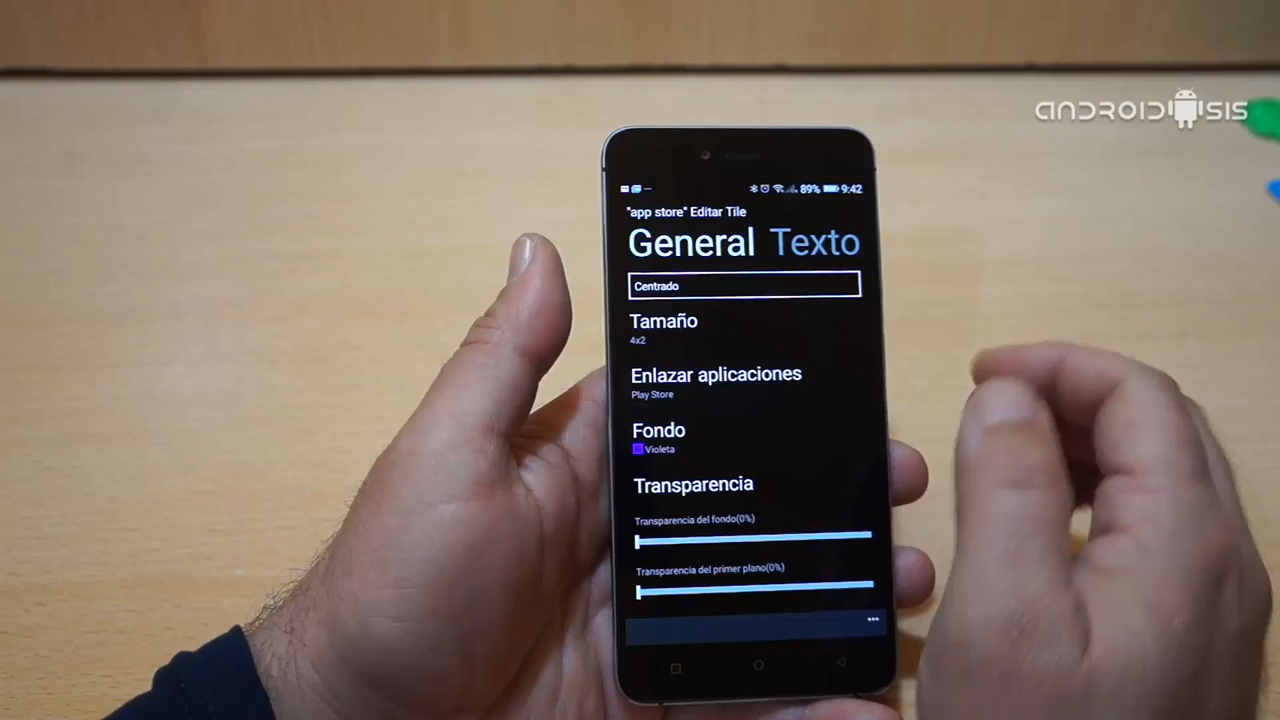 ANDROIDSIS
89% 9:42
"app store" Editar Tile
General Texto
Centrado
Tamaño
4x2
Enlazar aplicaciones
Play Store
Fondo
Violeta
Transparencia
Transparencia del fondo(0%)
Transparencia del primer plano(0%)